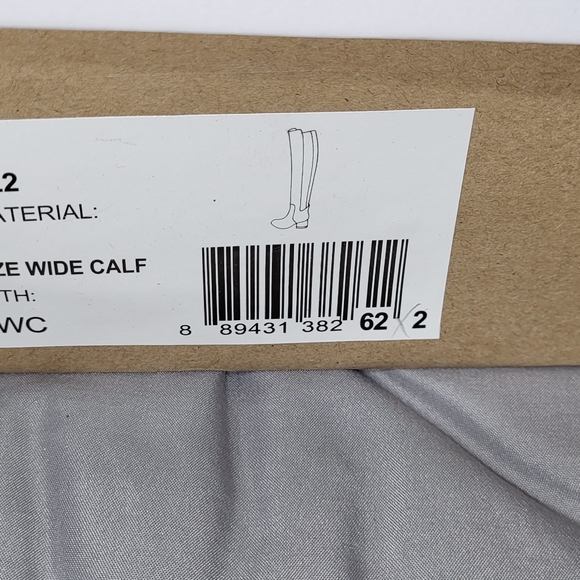 12
ATERIAL:
ZE WIDE CALF
TH:
WC
8 89431 382 62 2